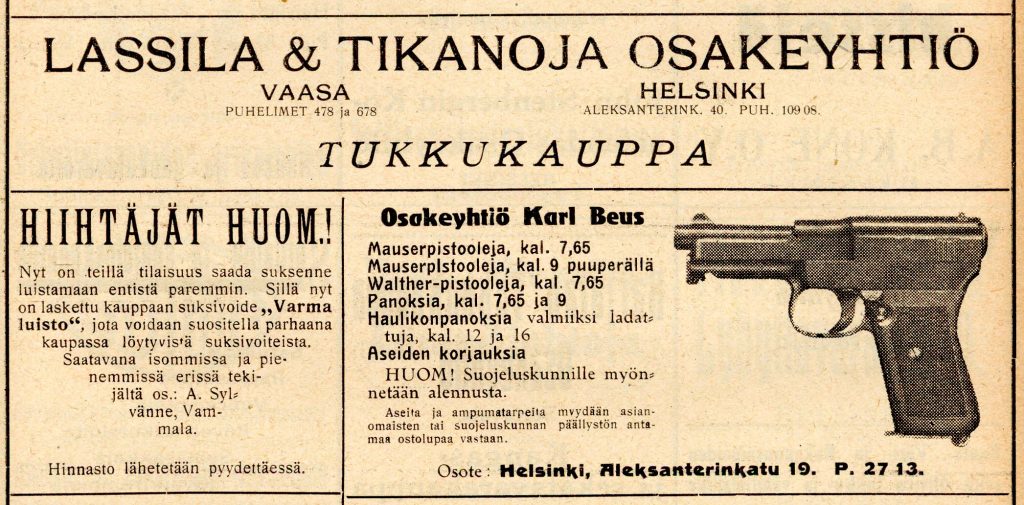 LASSILA & TIKANOJA OSAKEYHTIÖ
VAASA
PUHELIMET 478 ja 678
HELSINKI
ALEKSANTERINK. 40. PUH. 109 08.
TUKKUKAUPPA
HIIHTÄJÄT HUOM.!
Nyt on teillä tilaisuus saada suksenne
luistamaan entistä paremmin. Sillä nyt
on laskettu kauppaan suksivoide „Varma
luisto“, jota voidaan suositella parhaana
kaupassa löytyvistä suksivoiteista.
Saatavana isommissa ja pie-
nemmissä erissä teki-
jältä os.: A. Syl-
vänne, Vam-
mala.
Hinnasto lähetetään pyydettäessä.
Osakeyhtiö Karl Beus
Mauserpistooleja, kal. 7,65
Mauserpistooleja, kal. 9 puuperällä
Walther-pistooleja, kal. 7,65
Panoksia, kal. 7,65 ja 9
Haulikonpanoksia valmiiksi ladat-
tuja, kal. 12 ja 16
Aseiden korjauksia
HUOM! Suojeluskunnille myön-
netään alennusta.
Aseita ja ampumatarpeita mvydään asian-
omaisten tai suojeluskunnan päällystön anta-
maa ostolupaa vastaan.
Osote: Helsinki, Aleksanterinkatu 19. P. 27 13.